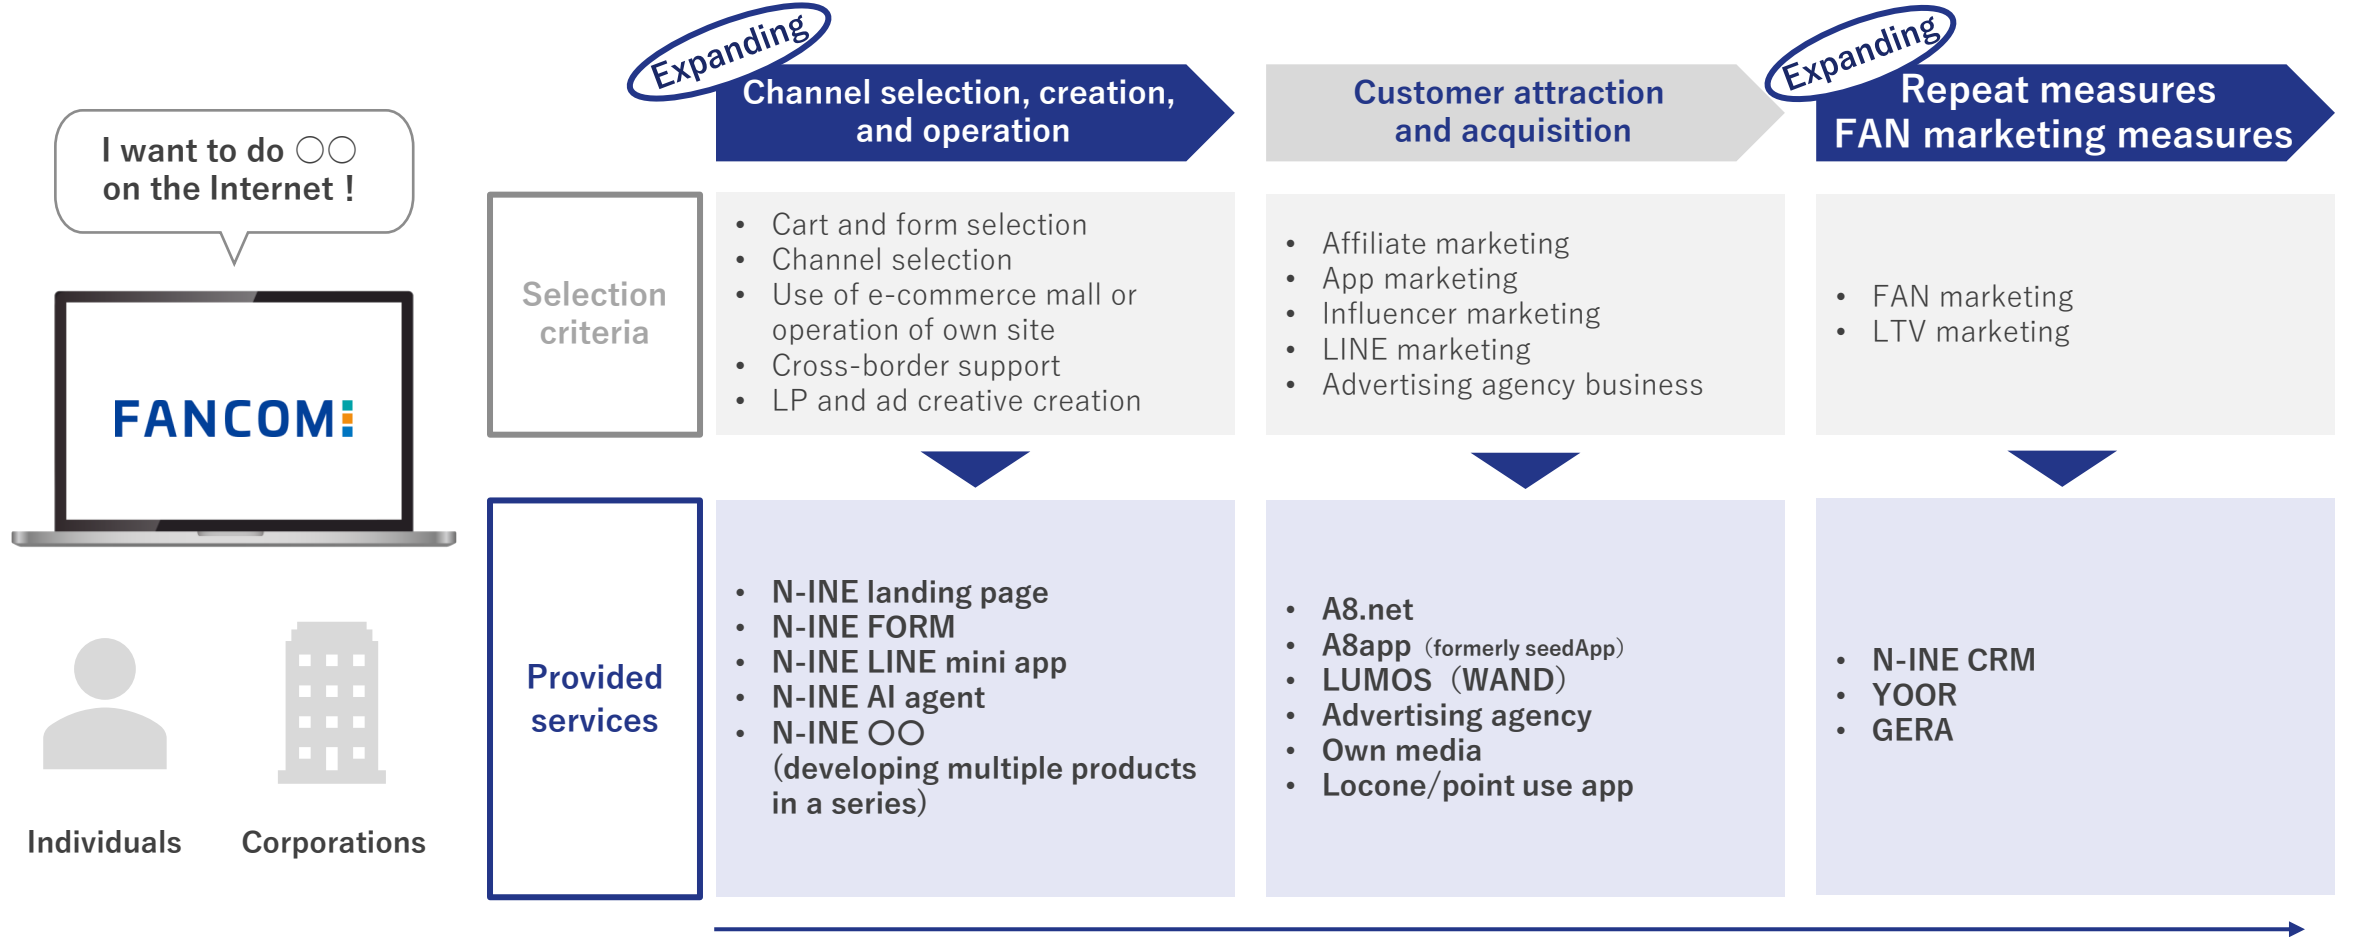 Expanding
Channel selection, creation,
and operation
Customer attraction
and acquisition
Expanding
Repeat measures
FAN marketing measures
I want to do 〇〇
on the Internet！
FANCOM
Individuals
Corporations
Selection
criteria
• Cart and form selection
• Channel selection
• Use of e-commerce mall or
operation of own site
• Cross-border support
• LP and ad creative creation
• Affiliate marketing
• App marketing
• Influencer marketing
• LINE marketing
• Advertising agency business
• FAN marketing
• LTV marketing
Provided
services
• N-INE landing page
• N-INE FORM
• N-INE LINE mini app
• N-INE AI agent
• N-INE 〇〇
(developing multiple products
in a series)
• A8.net
• A8app（formerly seedApp）
• LUMOS（WAND）
• Advertising agency
• Own media
• Locone/point use app
• N-INE CRM
• YOOR
• GERA